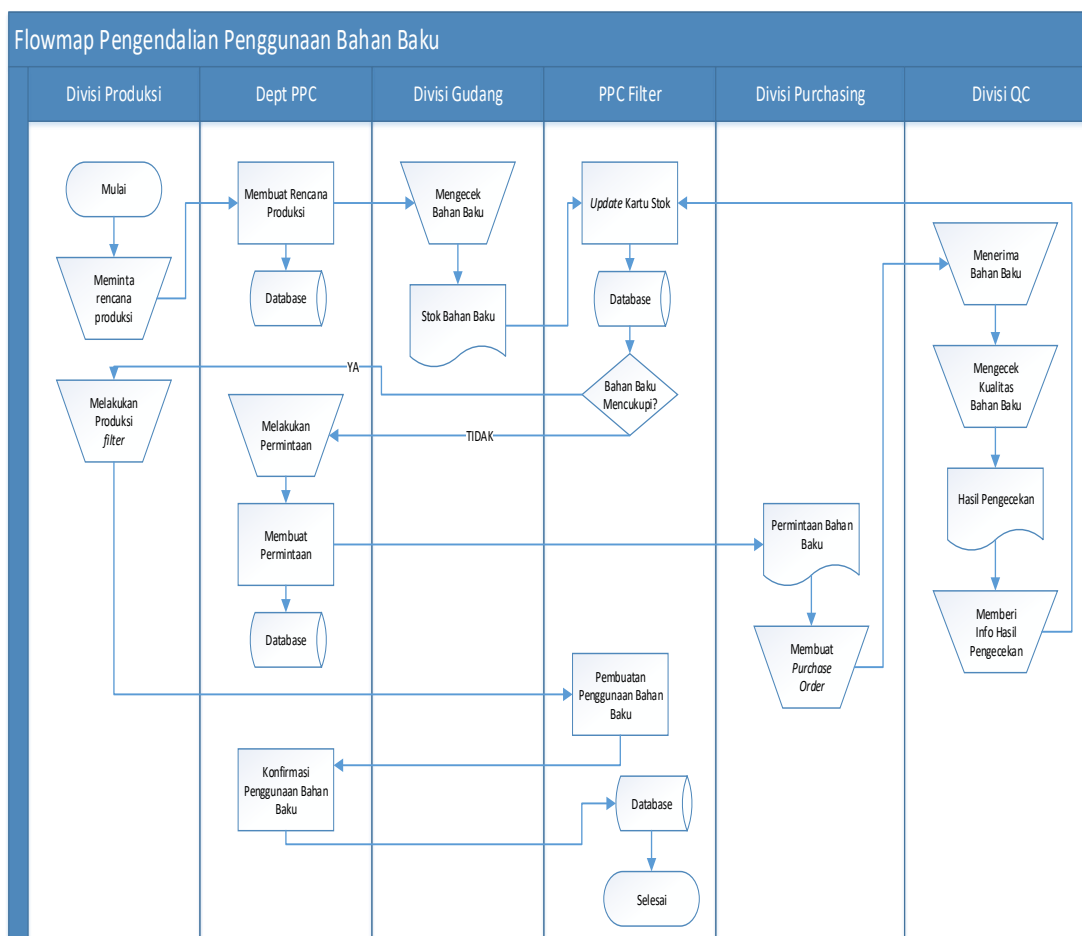 Flowmap Pengendalian Penggunaan Bahan Baku
Divisi Produksi
Dept PPC
Divisi Gudang
PPC Filter
Divisi Purchasing
Divisi QC
Mulai
Meminta
rencana
produksi
Membuat Rencana
Produksi
Database
Mengecek
Bahan Baku
Stok Bahan Baku
Update Kartu Stok
Database
Bahan Baku
Mencukupi?
YA
TIDAK
Melakukan
Produksi
filter
Melakukan
Permintaan
Membuat
Permintaan
Database
Permintaan Bahan
Baku
Membuat
Purchase
Order
Menerima
Bahan Baku
Mengecek
Kualitas
Bahan Baku
Hasil Pengecekan
Memberi
Info Hasil
Pengecekan
Pembuatan
Penggunaan Bahan
Baku
Konfirmasi
Penggunaan Bahan
Baku
Database
Selesai